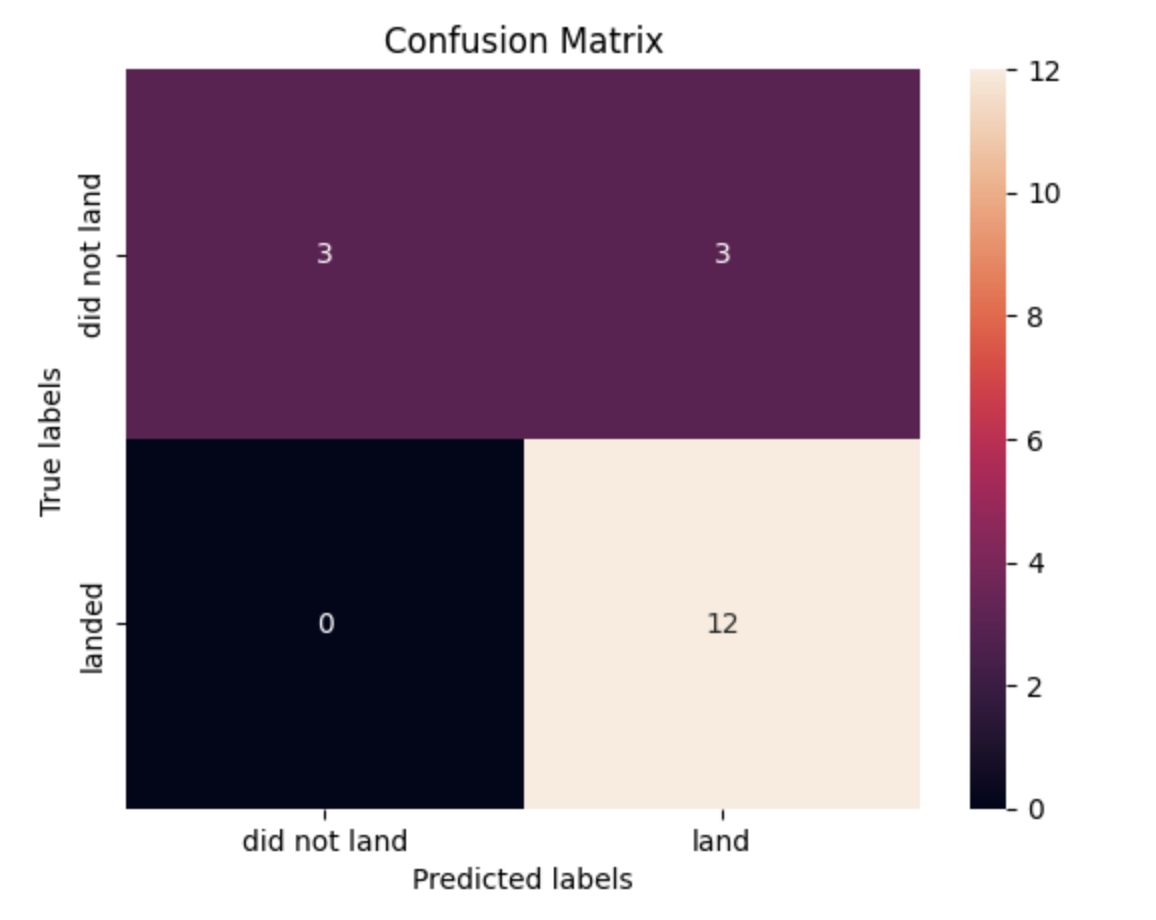 Confusion Matrix
did not land
landed
True labels
3
3
0
12
did not land
land
Predicted labels
12
10
8
6
4
2
0